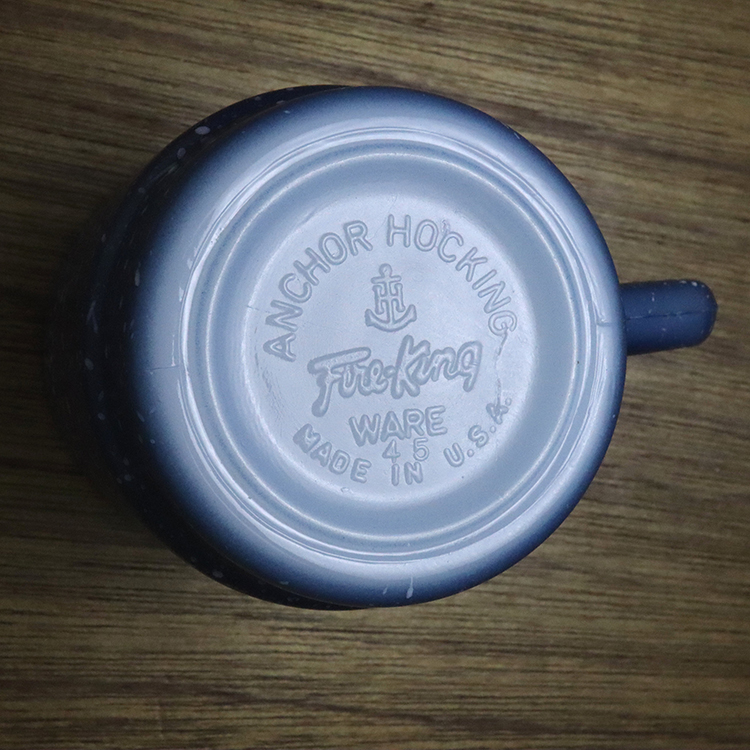 ANCHOR HOCKING
Fire-King
WARE
45
MADE IN U.S.A.